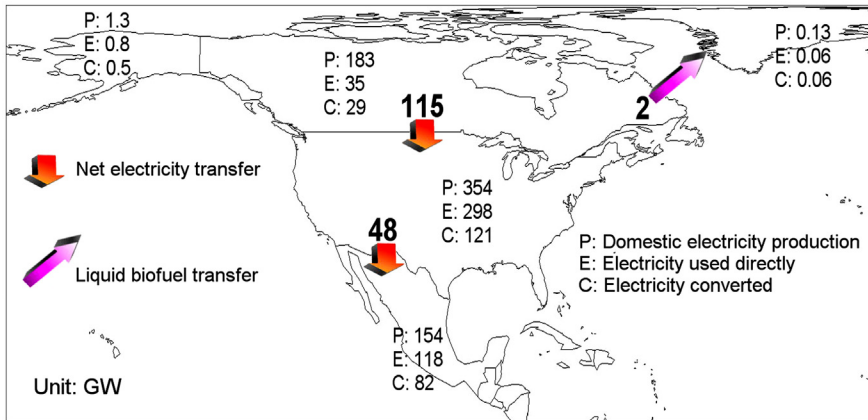 P: 1.3
E: 0.8
C: 0.5
P: 183
E: 35
C: 29
P: 0.13
E: 0.06
C: 0.06
115
2
Net electricity transfer
P: 354
E: 298
C: 121
48
Liquid biofuel transfer
P: Domestic electricity production
E: Electricity used directly
C: Electricity converted
P: 154
E: 118
C: 82
Unit: GW